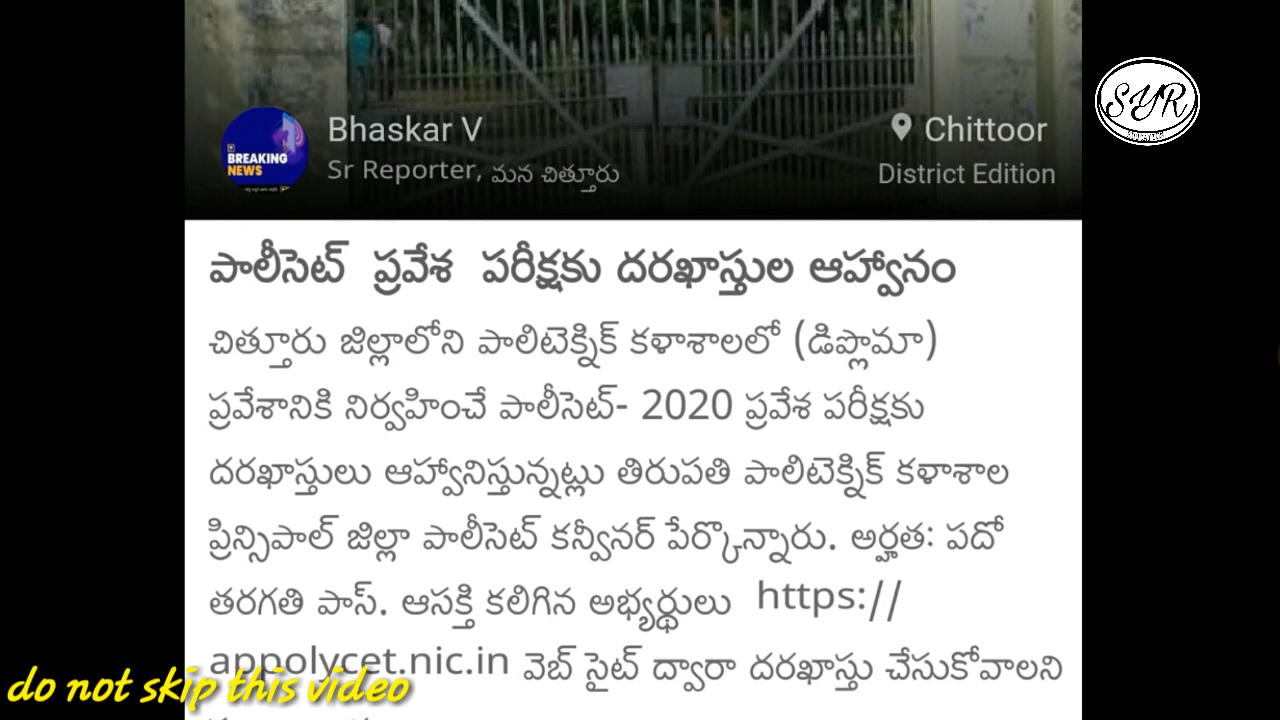 SYR
Bhaskar V
Chittoor
BREAKING
NEWS
Sr Reporter, మన చిత్తూరు
District Edition
పాలీసెట్ ప్రవేశ పరీక్షకు దరఖాస్తుల ఆహ్వానం
చిత్తూరు జిల్లాలోని పాలిటెక్నిక్ కళాశాలలో (డిప్లొమా)
ప్రవేశానికి నిర్వహించే పాలీసెట్- 2020 ప్రవేశ పరీక్షకు
దరఖాస్తులు ఆహ్వానిస్తున్నట్లు తిరుపతి పాలిటెక్నిక్ కళాశాల
ప్రిన్సిపాల్ జిల్లా పాలీసెట్ కన్వీనర్ పేర్కొన్నారు. అర్హత: పదో
తరగతి పాస్. ఆసక్తి కలిగిన అభ్యర్థులు https://
appolycet.nic.in వెబ్ సైట్ ద్వారా దరఖాస్తు చేసుకోవాలని
do not skip this video